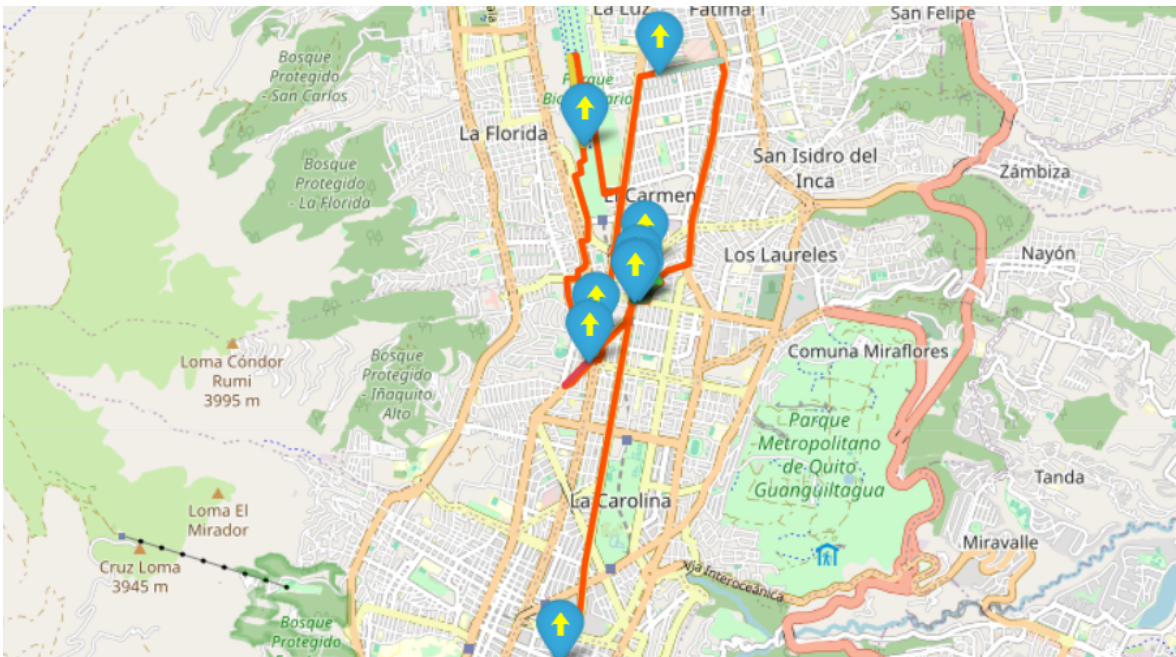 La Luz
Fátima 1
San Felipe
Bosque
Protegido
- San Carlos
Parque
La Florida
San Isidro del
Inca
Zámbiza
Bosque
Protegido
- La Florida
El Carmen
Los Laureles
Nayón
Loma Cóndor
Rumi
3995 m
Bosque
Protegido
- Iñaquito
Alto
Comuna Miraflores
Parque
Metropolitano
de Quito
Guangüiltagua
Tanda
La Carolina
Loma El
Mirador
Miravalle
Cruz Loma
3945 m
Interoceánica
Bosque
Protegido